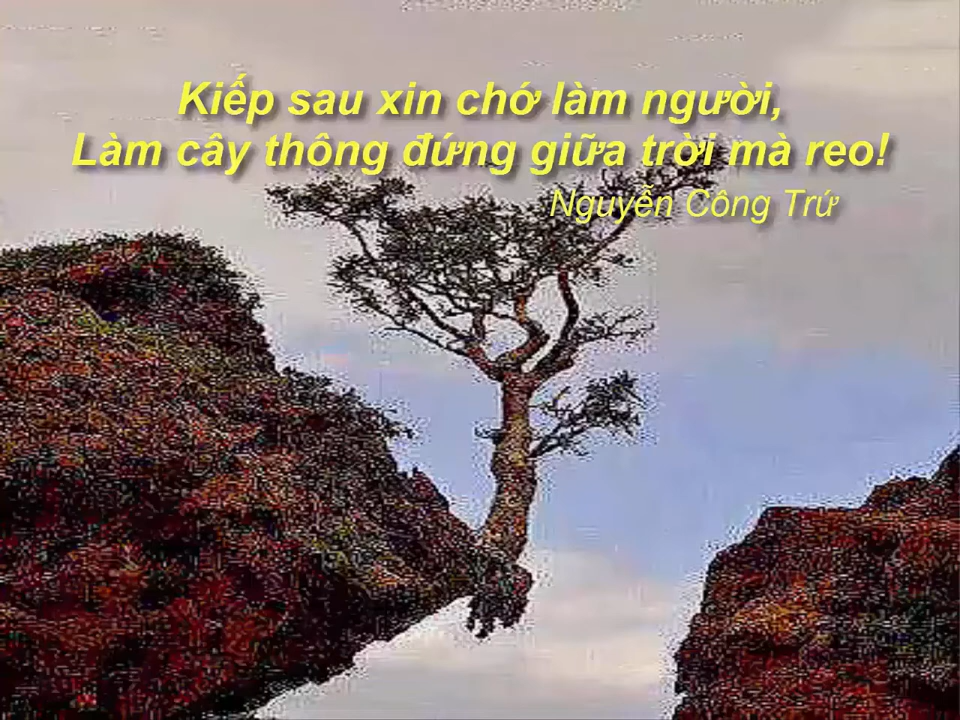 Kiếp sau xin chớ làm người,
Làm cây thông đứng giữa trời mà reo!
Nguyễn Công Trứ